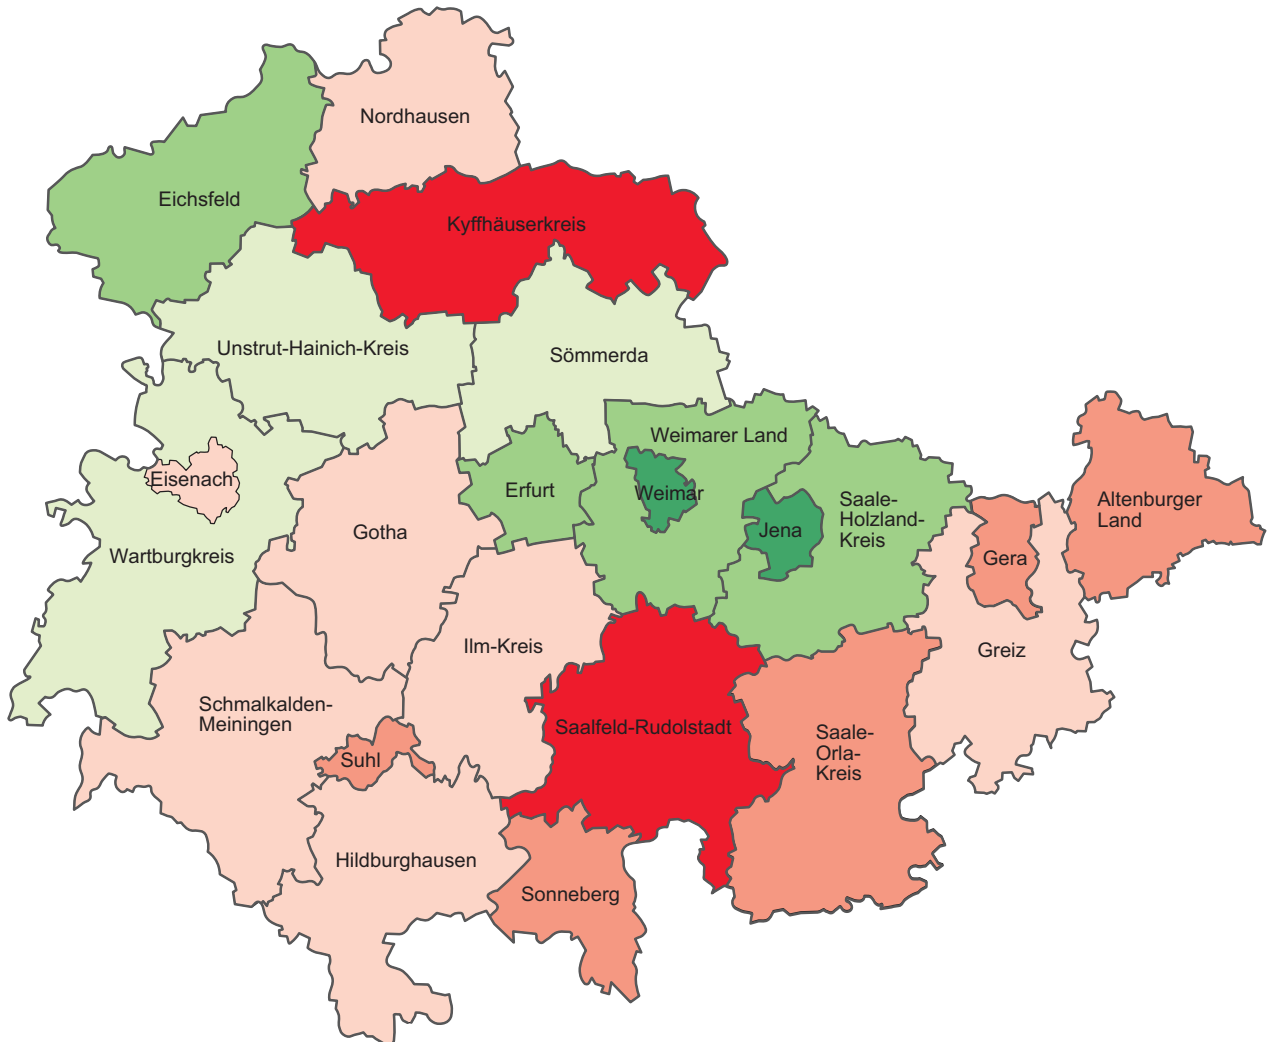 Nordhausen
Eichsfeld
Kyffhäuserkreis
Unstrut-Hainich-Kreis
Sömmerda
Weimarer Land
Eisenach
Erfurt
Weimar
Saale-
Holzland-
Kreis
Altenburger
Land
Gotha
Jena
Wartburgkreis
Gera
Ilm-Kreis
Greiz
Schmalkalden-
Meiningen
Saalfeld-Rudolstadt
Saale-
Orla-
Kreis
Suhl
Hildburghausen
Sonneberg